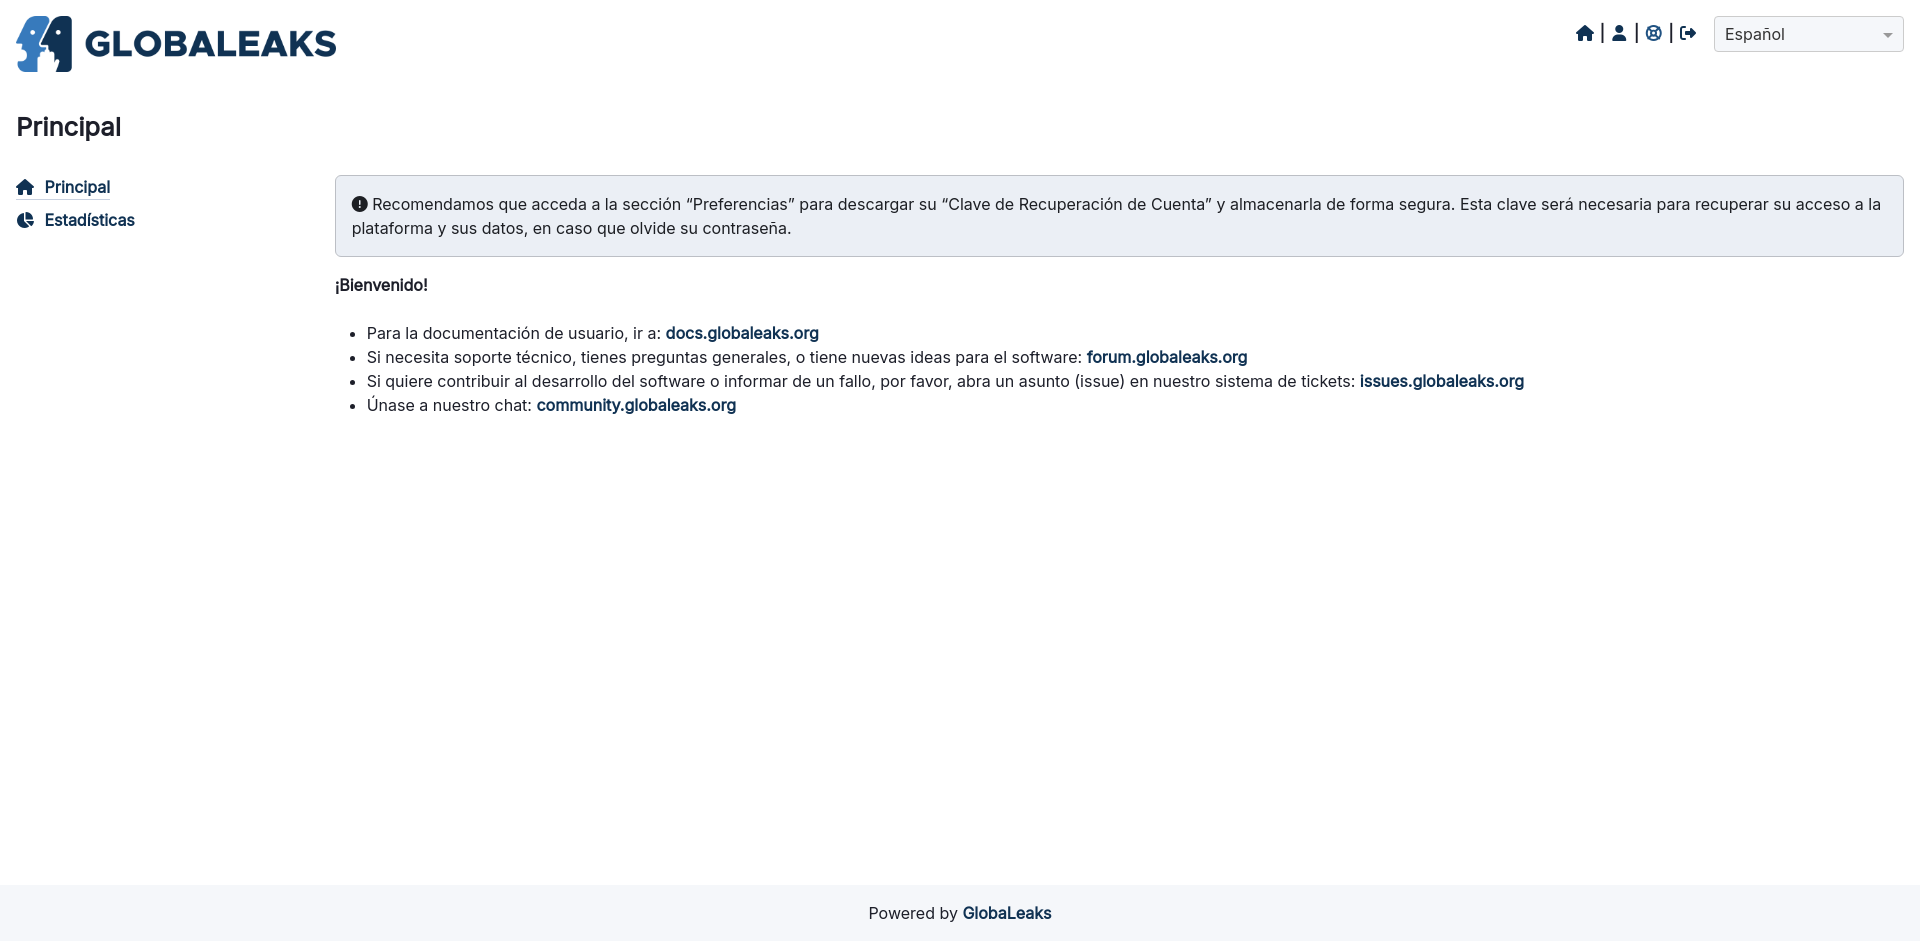 GLOBALEAKS
Español
Principal
Principal
Estadísticas
Recomendamos que acceda a la sección “Preferencias” para descargar su “Clave de Recuperación de Cuenta” y almacenarla de forma segura. Esta clave será necesaria para recuperar su acceso a la
plataforma y sus datos, en caso que olvide su contraseña.
¡Bienvenido!
Para la documentación de usuario, ir a: docs.globaleaks.org
Si necesita soporte técnico, tienes preguntas generales, o tiene nuevas ideas para el software: forum.globaleaks.org
Si quiere contribuir al desarrollo del software o informar de un fallo, por favor, abra un asunto (issue) en nuestro sistema de tickets: issues.globaleaks.org
Únase a nuestro chat: community.globaleaks.org
Powered by GlobaLeaks